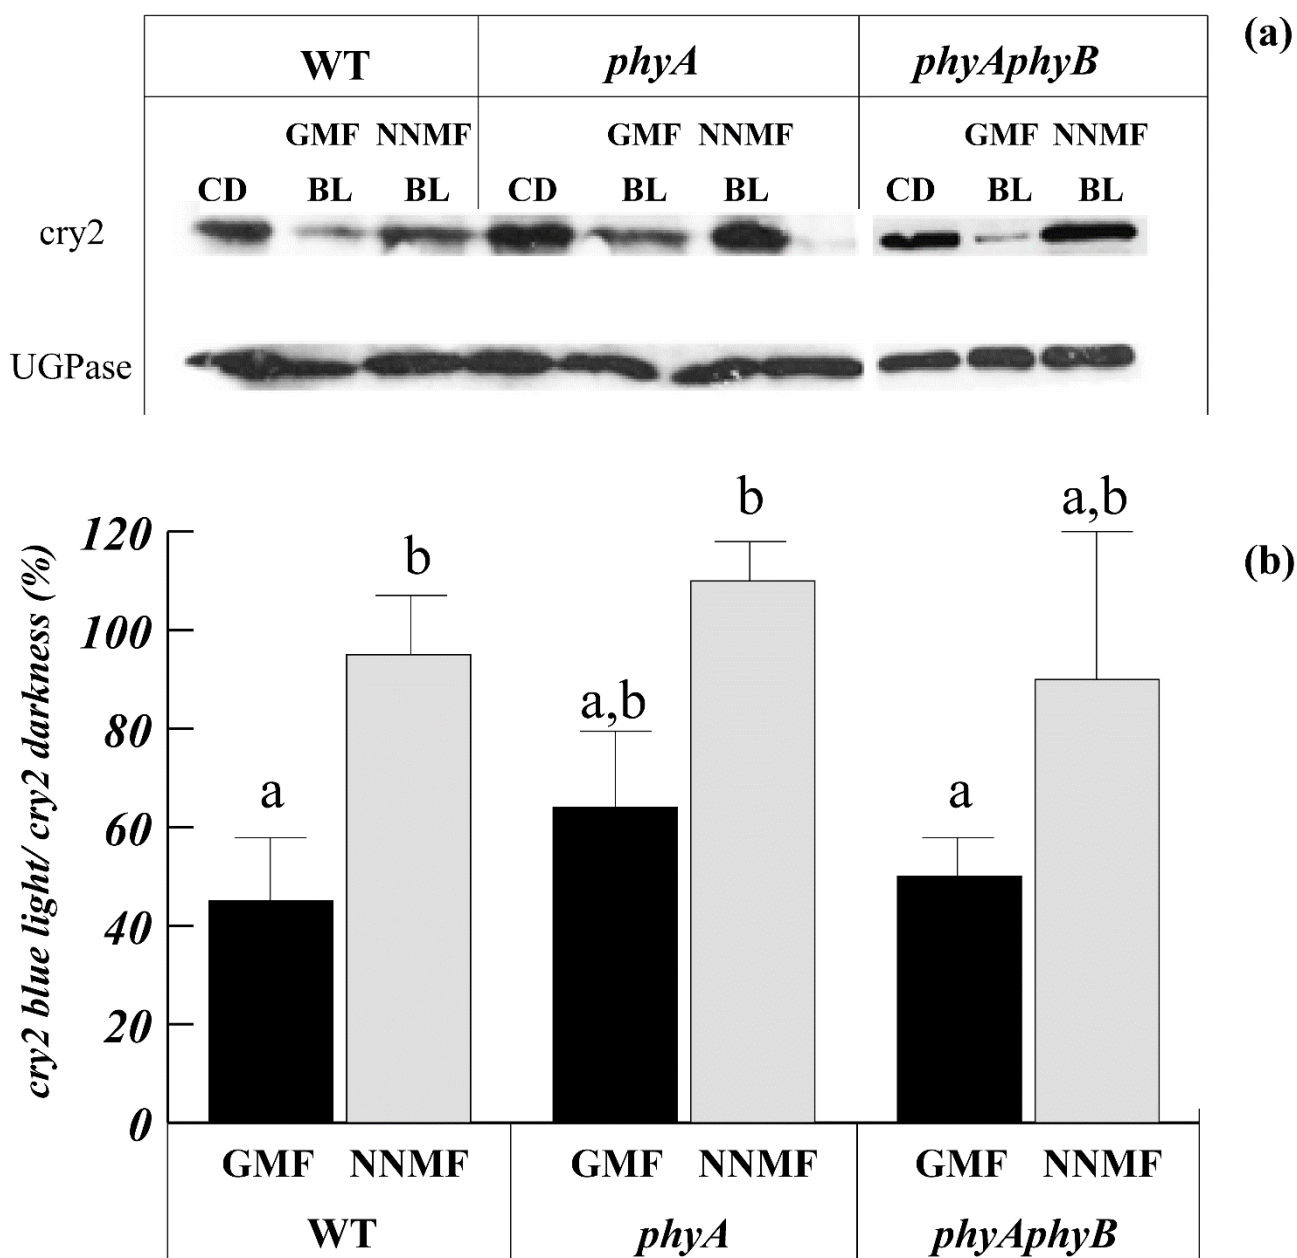 (a)
WT phyA phyAphyB
GMF NNMF GMF NNMF GMF NNMF
CD BL BL CD BL BL CD BL BL
cry2
UGPase
(b)
cry2 blue light/ cry2 darkness (%)
120
100
80
60
40
20
0
a b a,b b a a,b
GMF NNMF GMF NNMF GMF NNMF
WT phyA phyAphyB